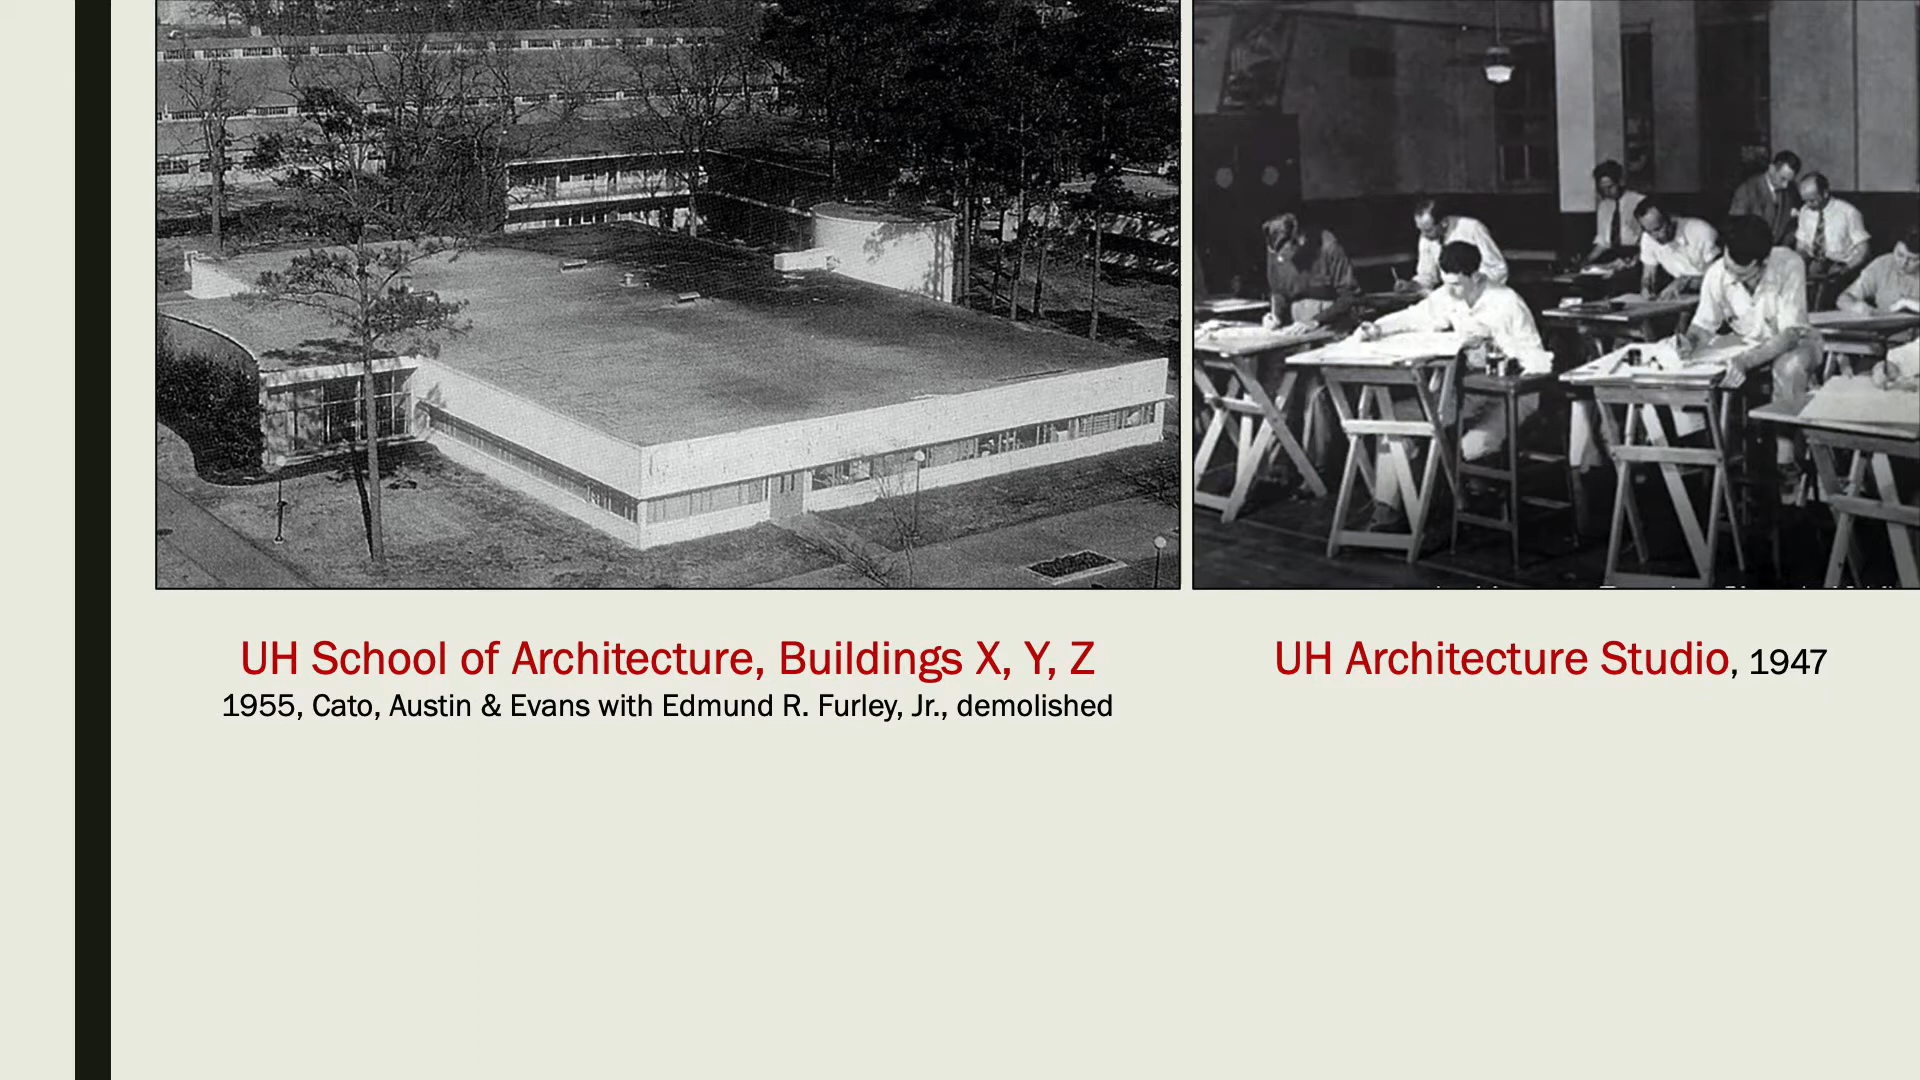 UH School of Architecture, Buildings X, Y, Z
1955, Cato, Austin & Evans with Edmund R. Furley, Jr., demolished
UH Architecture Studio, 1947